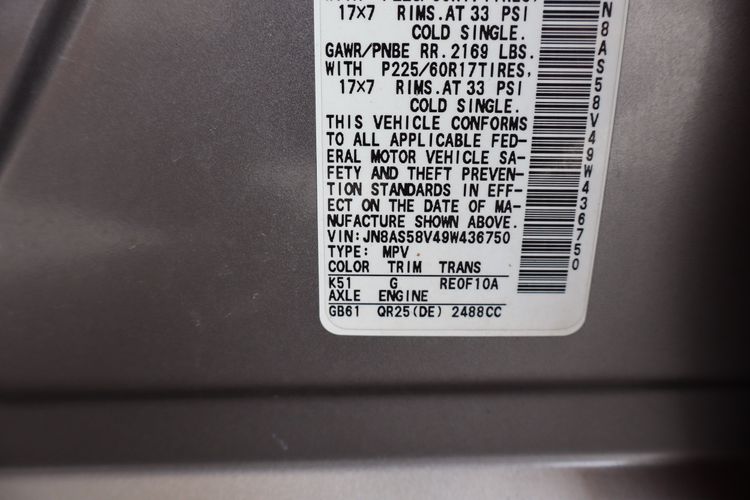 17×7 RIMS.AT 33 PSI
COLD SINGLE.
GAWR/PNBE RR.2169 LBS.
WITH P225/60R17TIRES,
17×7 RIMS.AT 33 PSI
COLD SINGLE.
THIS VEHICLE CONFORMS
TO ALL APPLICABLE FED-
ERAL MOTOR VEHICLE SA-
FETY AND THEFT PREVEN-
TION STANDARDS IN EFF-
ECT ON THE DATE OF MA-
NUFACTURE SHOWN ABOVE.
VIN:JN8AS58V49W436750
TYPE: MPV
COLOR TRIM TRANS
K51 G RE0F10A
AXLE ENGINE
GB61 QR25(DE) 2488CC
N8AS58V49W436750